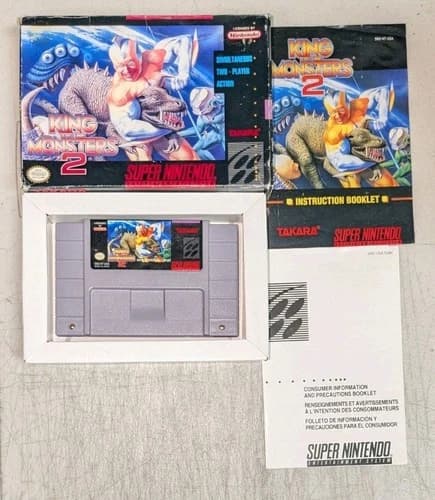 LICENSED BY
Nintendo
SIMULTANEOUS
TWO-PLAYER
ACTION
KING
OF THE
MONSTERS
2
TAKARA
SUPER NINTENDO
ENTERTAINMENT SYSTEM
KING
OF THE
MONSTERS
2
INSTRUCTION BOOKLET
TAKARA
SUPER NINTENDO
CONSUMER INFORMATION
AND PRECAUTIONS BOOKLET
RENSEIGNEMENTS ET AVERTISSEMENTS
À L'INTENTION DES CONSOMMATEURS
FOLLETO DE INFORMACIÓN Y
PRECAUCIONES PARA EL CONSUMIDOR
SUPER NINTENDO
ENTERTAINMENT SYSTEM